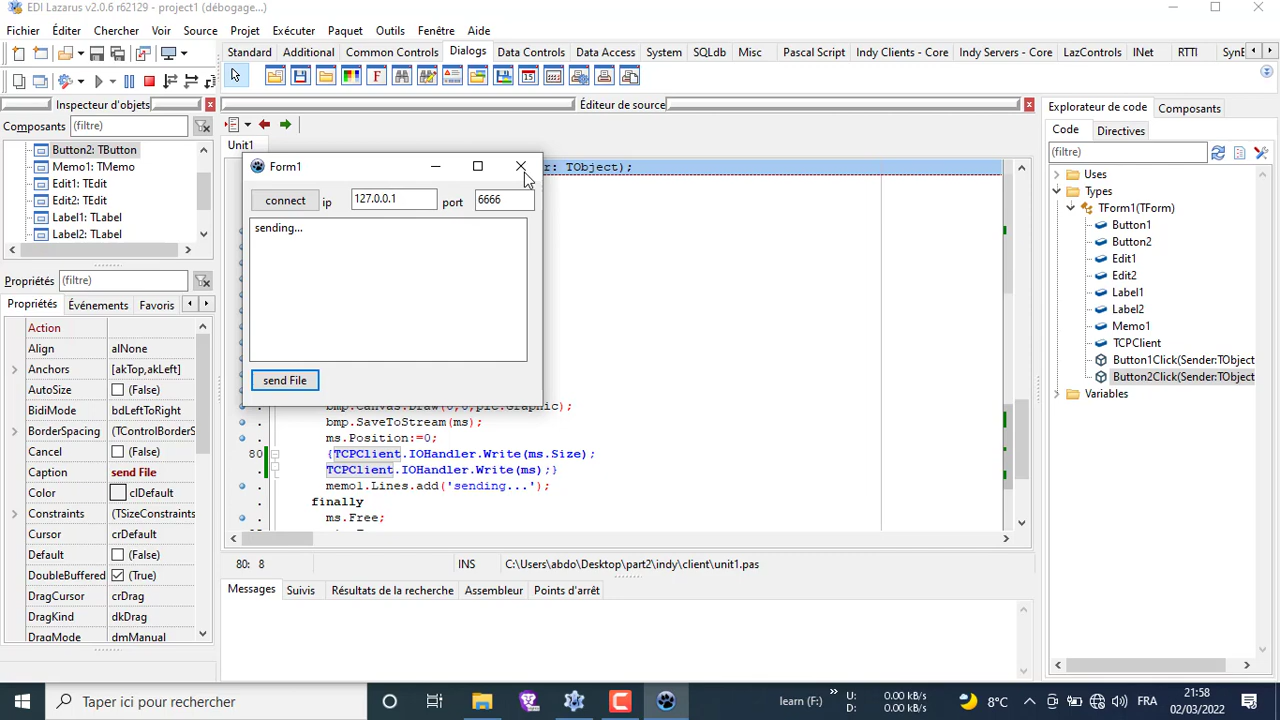 EDI Lazarus v2.0.6 r62129 - project1 (débogage...)
Fichier Éditer Chercher Voir Source Projet Exécuter Paquet Outils Fenêtre Aide
Standard Additional Common Controls Dialogs Data Controls Data Access System SQLdb Misc Pascal Script Indy Clients - Core Indy Servers - Core LazControls INet RTTI SynE
Inspecteur d'objets
Éditeur de source
Explorateur de code Composants
Composants (filtre)
Button2: TButton
Memo1: TMemo
Edit1: TEdit
Edit2: TEdit
Label1: TLabel
Label2: TLabel
Propriétés (filtre)
Propriétés Événements Favoris
Action
Align alNone
Anchors [akTop,akLeft]
AutoSize (False)
BidiMode bdLeftToRight
BorderSpacing (TControlBorderS
Cancel (False)
Caption send File
Color clDefault
Constraints (TSizeConstraints
Cursor crDefault
Default (False)
DoubleBuffered (True)
DragCursor crDrag
DragKind dkDrag
DragMode dmManual
Unit1
er: TObject);
Form1
connect ip 127.0.0.1 port 6666
sending...
send File
bmp.Canvas.Draw(0,0,pic.Graphic);
bmp.SaveToStream(ms);
ms.Position:=0;
80 {TCPClient.IOHandler.Write(ms.Size);
TCPClient.IOHandler.Write(ms);}
memo1.Lines.add('sending...');
finally
ms.Free;
80: 8 INS C:\Users\abdo\Desktop\part2\indy\client\unit1.pas
Messages Suivis Résultats de la recherche Assembleur Points d'arrêt
Code Directives
(filtre)
Uses
Types
TForm1(TForm)
Button1
Button2
Edit1
Edit2
Label1
Label2
Memo1
TCPClient
Button1Click(Sender:TObject
Button2Click(Sender:TObject
Variables
Taper ici pour rechercher
learn (F:)
U: 0.00 kB/s
D: 0.00 kB/s
8°C
FRA
21:58
02/03/2022